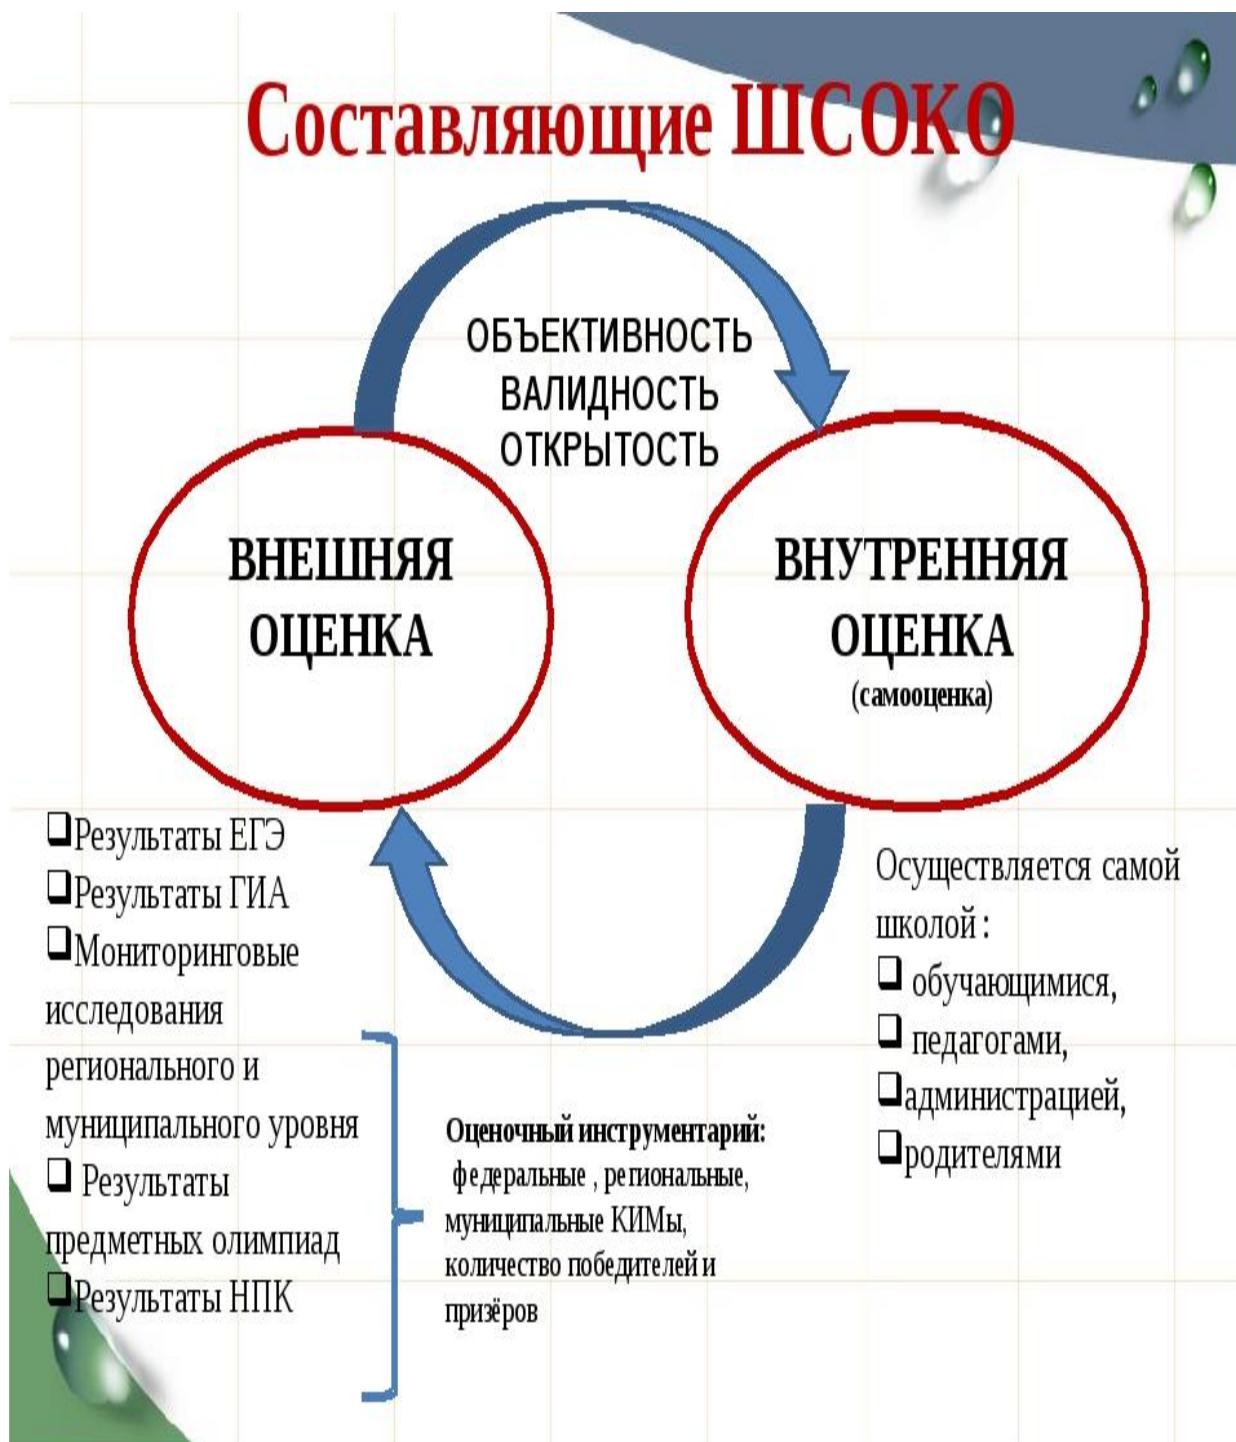 Составляющие ШСОКО
ОБЪЕКТИВНОСТЬ
ВАЛИДНОСТЬ
ОТКРЫТОСТЬ
ВНЕШНЯЯ
ОЦЕНКА
ВНУТРЕННЯЯ
ОЦЕНКА
(самооценка)
Результаты ЕГЭ
Результаты ГИА
Мониторинговые
исследования
регионального и
муниципального уровня
Результаты
предметных олимпиад
Результаты НПК
Оценочный инструментарий:
федеральные , региональные,
муниципальные КИМы,
количество победителей и
призёров
Осуществляется самой
школой :
обучающимися,
педагогами,
администрацией,
родителями